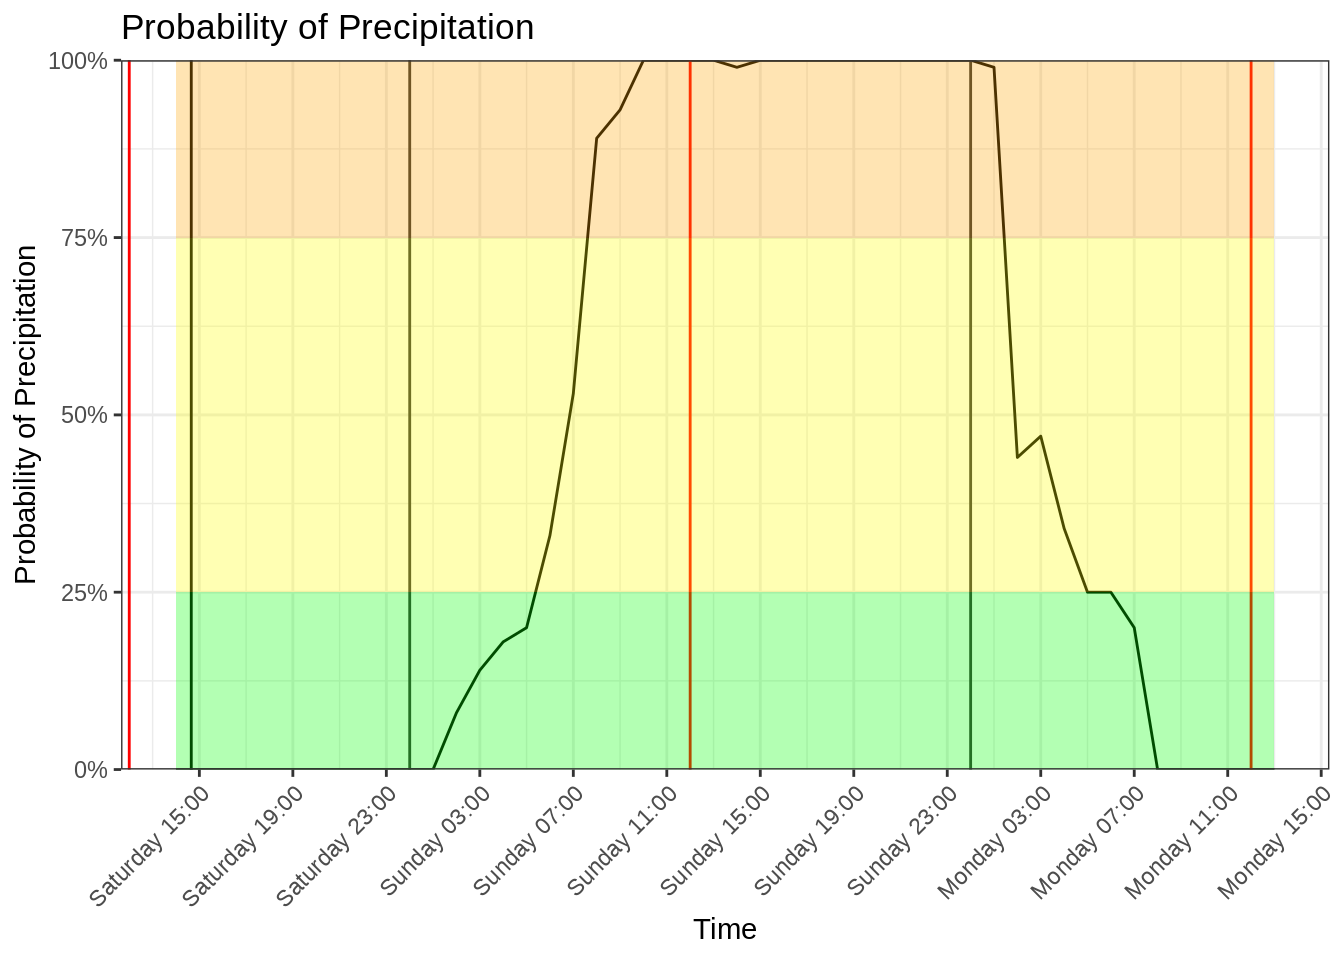 Probability of Precipitation
Probability of Precipitation
100%
75%
50%
25%
0%
Saturday 15:00
Saturday 19:00
Saturday 23:00
Sunday 03:00
Sunday 07:00
Sunday 11:00
Sunday 15:00
Sunday 19:00
Sunday 23:00
Monday 03:00
Monday 07:00
Monday 11:00
Monday 15:00
Time